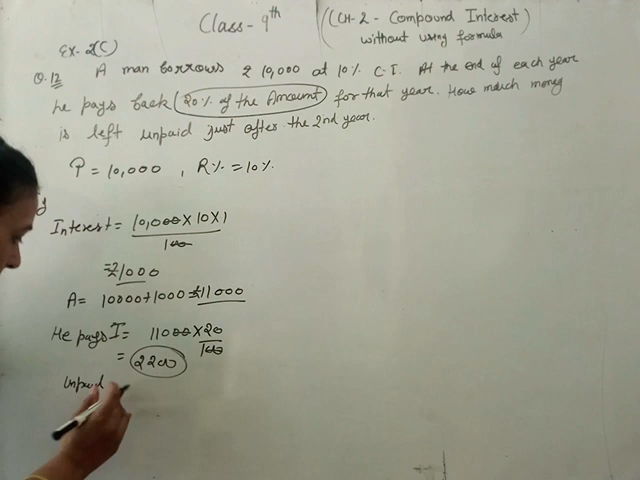 Class - 9th
(CH-2 - Compound Interest)
without using formula
Ex-2(C)
Q.12 A man borrows ₹ 10,000 at 10% C.I. At the end of each year
he pays back (20% of the Amount) for that year. How much money
is left unpaid just after the 2nd year.
P = 10,000 , R% = 10%
Interest = 10,000 X 10 X 1
100
= ₹ 1000
A = 10000 + 1000 = ₹ 11000
He pays I = 11000 X 20
100
= 2200
Unpaid